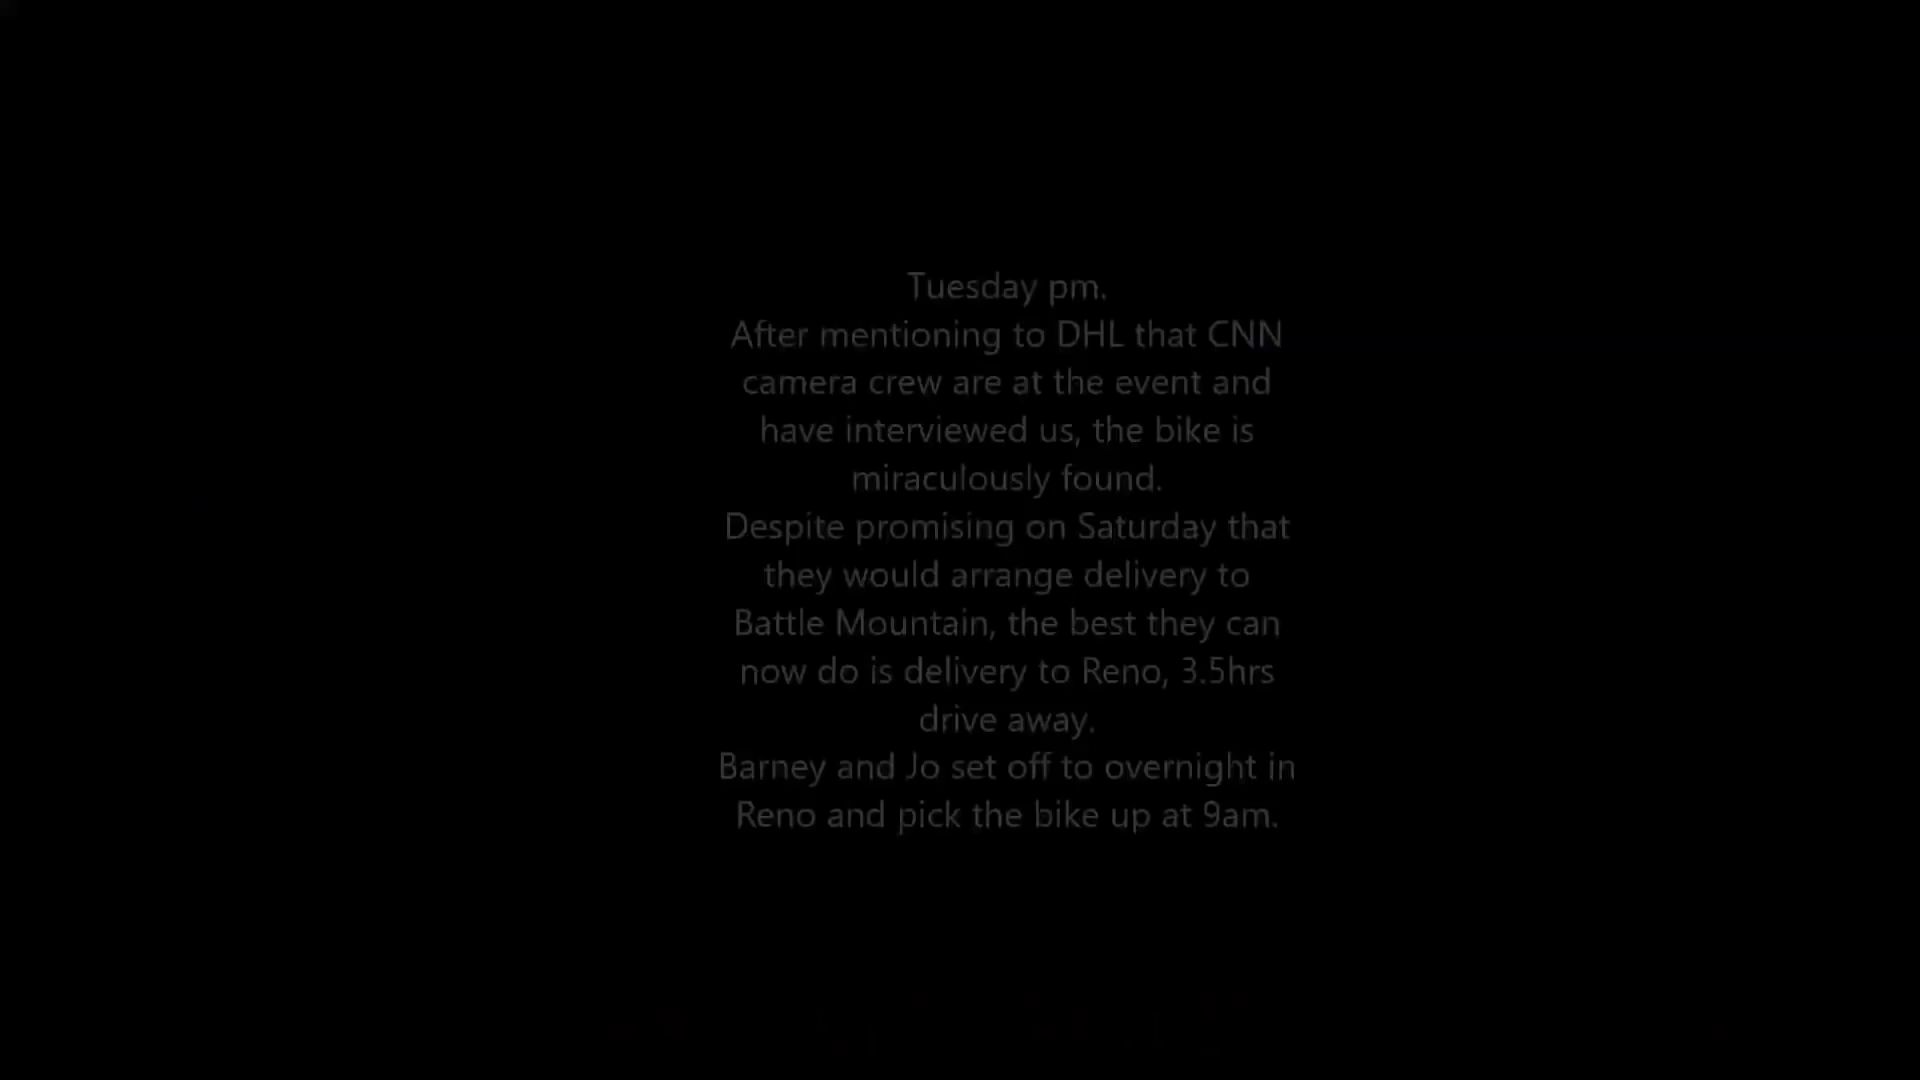 Tuesday pm.
After mentioning to DHL that CNN
camera crew are at the event and
have interviewed us, the bike is
miraculously found.
Despite promising on Saturday that
they would arrange delivery to
Battle Mountain, the best they can
now do is delivery to Reno, 3.5hrs
drive away.
Barney and Jo set off to overnight in
Reno and pick the bike up at 9am.